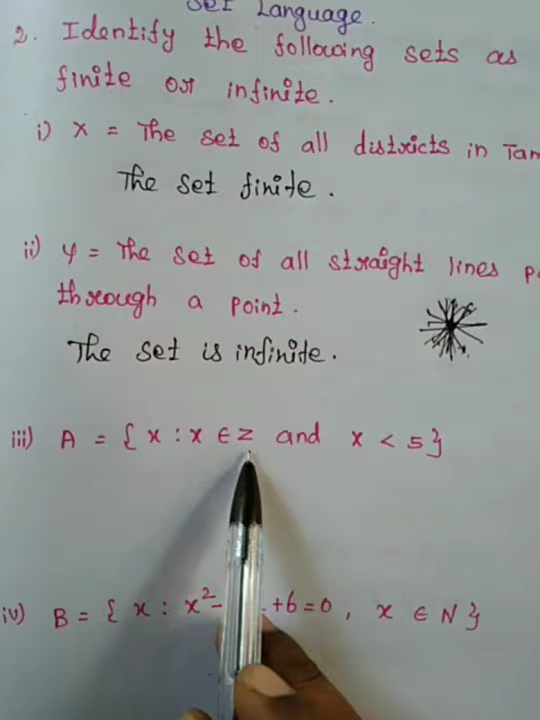 Set Language.
2. Identify the following sets as
finite or infinite.
i) X = The set of all districts in
The set finite.
ii) Y = The set of all straight lines
through a point.
The set is infinite.
iii) A = { x : x ∈ Z and x < 5}
iv) B = { x : x² - +6=0, x ∈ N}